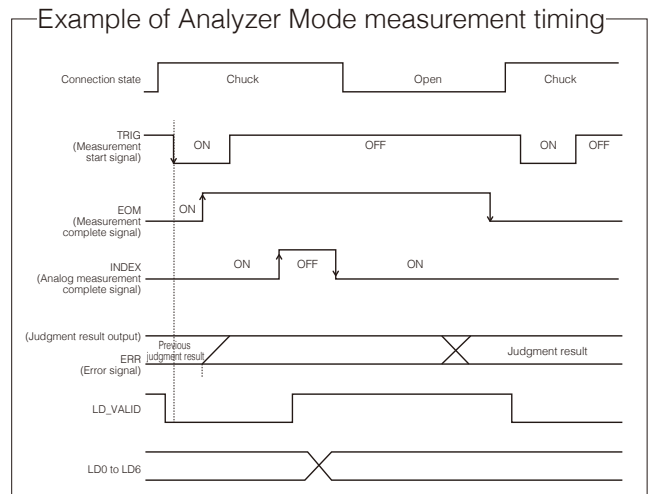 Example of Analyzer Mode measurement timing
Connection state
Chuck
Open
Chuck
TRIG
(Measurement
start signal)
ON
OFF
ON
OFF
EOM
(Measurement
complete signal)
ON
INDEX
(Analog measurement
complete signal)
ON
OFF
ON
(Judgment result output)
ERR
(Error signal)
Previous
judgment result
Judgment result
LD_VALID
LD0 to LD6